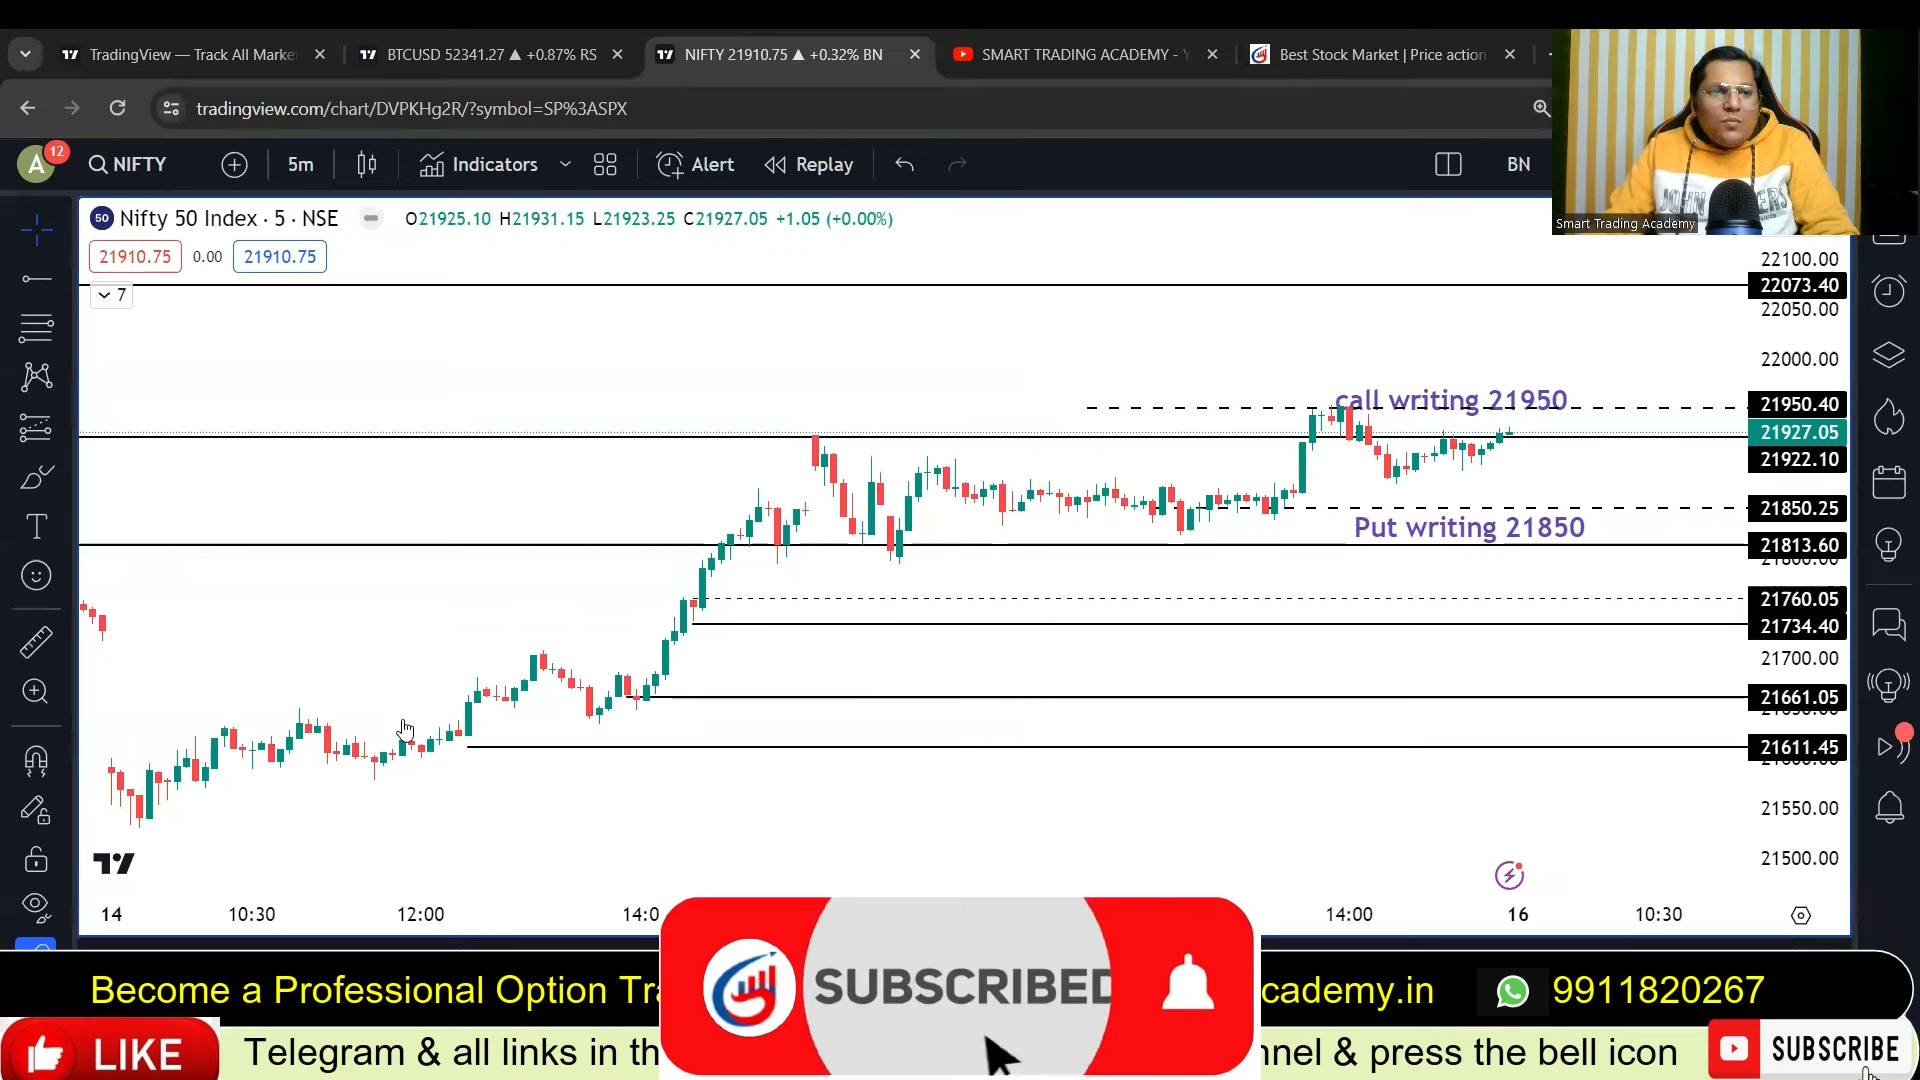 TradingView — Track All Market
BTCUSD 52341.27 ▲ +0.87% RS
NIFTY 21910.75 ▲ +0.32% BN
SMART TRADING ACADEMY - Y
Best Stock Market | Price action
tradingview.com/chart/DVPKHg2R/?symbol=SP%3ASPX
A
12
NIFTY
5m
Indicators
Alert
Replay
BN
Smart Trading Academy
50
Nifty 50 Index · 5 · NSE
O21925.10 H21931.15 L21923.25 C21927.05 +1.05 (+0.00%)
21910.75
0.00
21910.75
7
22100.00
22073.40
22050.00
22000.00
call writing 21950
21950.40
21927.05
21922.10
21850.25
Put writing 21850
21813.60
21800.00
21760.05
21734.40
21700.00
21661.05
21611.45
21550.00
21500.00
14
10:30
12:00
14:0
14:00
16
10:30
Become a Professional Option Tra
SUBSCRIBED
cademy.in
9911820267
LIKE
Telegram & all links in th
nnel & press the bell icon
SUBSCRIBE